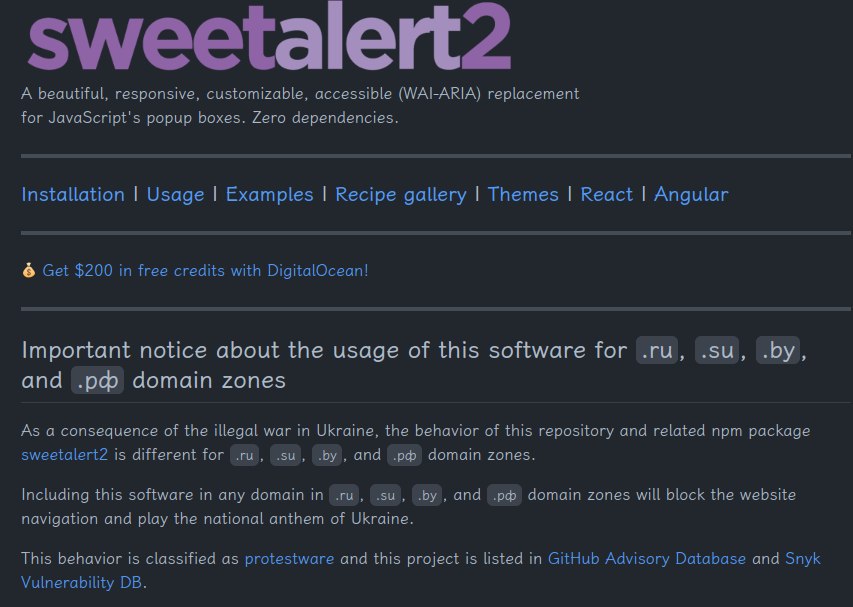 sweetalert2
A beautiful, responsive, customizable, accessible (WAI-ARIA) replacement
for JavaScript's popup boxes. Zero dependencies.
Installation | Usage | Examples | Recipe gallery | Themes | React | Angular
💰 Get $200 in free credits with DigitalOcean!
Important notice about the usage of this software for .ru, .su, .by,
and .рф domain zones
As a consequence of the illegal war in Ukraine, the behavior of this repository and related npm package
sweetalert2 is different for .ru, .su, .by, and .рф domain zones.
Including this software in any domain in .ru, .su, .by, and .рф domain zones will block the website
navigation and play the national anthem of Ukraine.
This behavior is classified as protestware and this project is listed in GitHub Advisory Database and Snyk
Vulnerability DB.